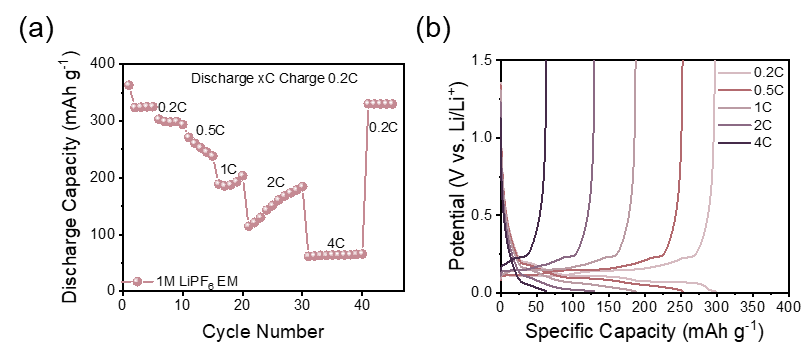 (a)
400
300
200
100
0
0
10
20
30
40
Discharge Capacity (mAh g⁻¹)
Cycle Number
Discharge xC Charge 0.2C
0.2C
0.5C
1C
2C
4C
0.2C
1M LiPF₆ EM
(b)
1.5
1.0
0.5
0.0
0
50
100
150
200
250
300
350
400
Potential (V vs. Li/Li⁺)
Specific Capacity (mAh g⁻¹)
0.2C
0.5C
1C
2C
4C